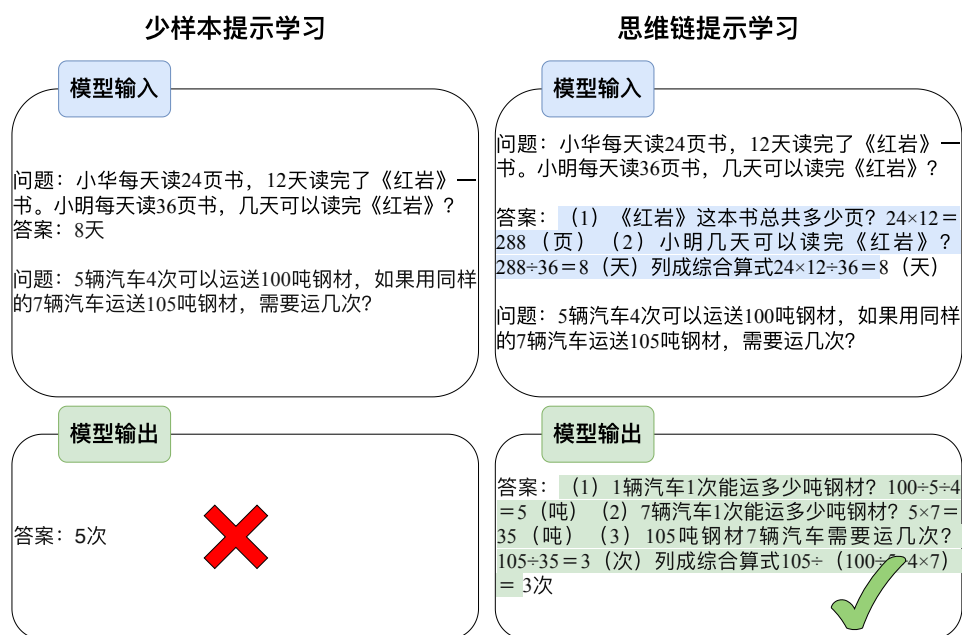 少样本提示学习
模型输入
问题：小华每天读24页书，12天读完了《红岩》一
书。小明每天读36页书，几天可以读完《红岩》？
答案：8天
问题：5辆汽车4次可以运送100吨钢材，如果用同样
的7辆汽车运送105吨钢材，需要运几次?
模型输出
答案：5次
思维链提示学习
模型输入
问题：小华每天读24页书，12天读完了《红岩》一
书。小明每天读36页书，几天可以读完《红岩》？
答案：（1）《红岩》这本书总共多少页？24×12＝
288（页）（2）小明几天可以读完《红岩》？
288÷36＝8（天）列成综合算式24×12÷36＝8（天）
问题：5辆汽车4次可以运送100吨钢材，如果用同样
的7辆汽车运送105吨钢材，需要运几次?
模型输出
答案：（1）1辆汽车1次能运多少吨钢材？100÷5÷4
＝5（吨）（2）7辆汽车1次能运多少吨钢材？5×7＝
35（吨）（3）105吨钢材7辆汽车需要运几次？
105÷35＝3（次）列成综合算式105÷（100÷ 4×7）
＝ 3次